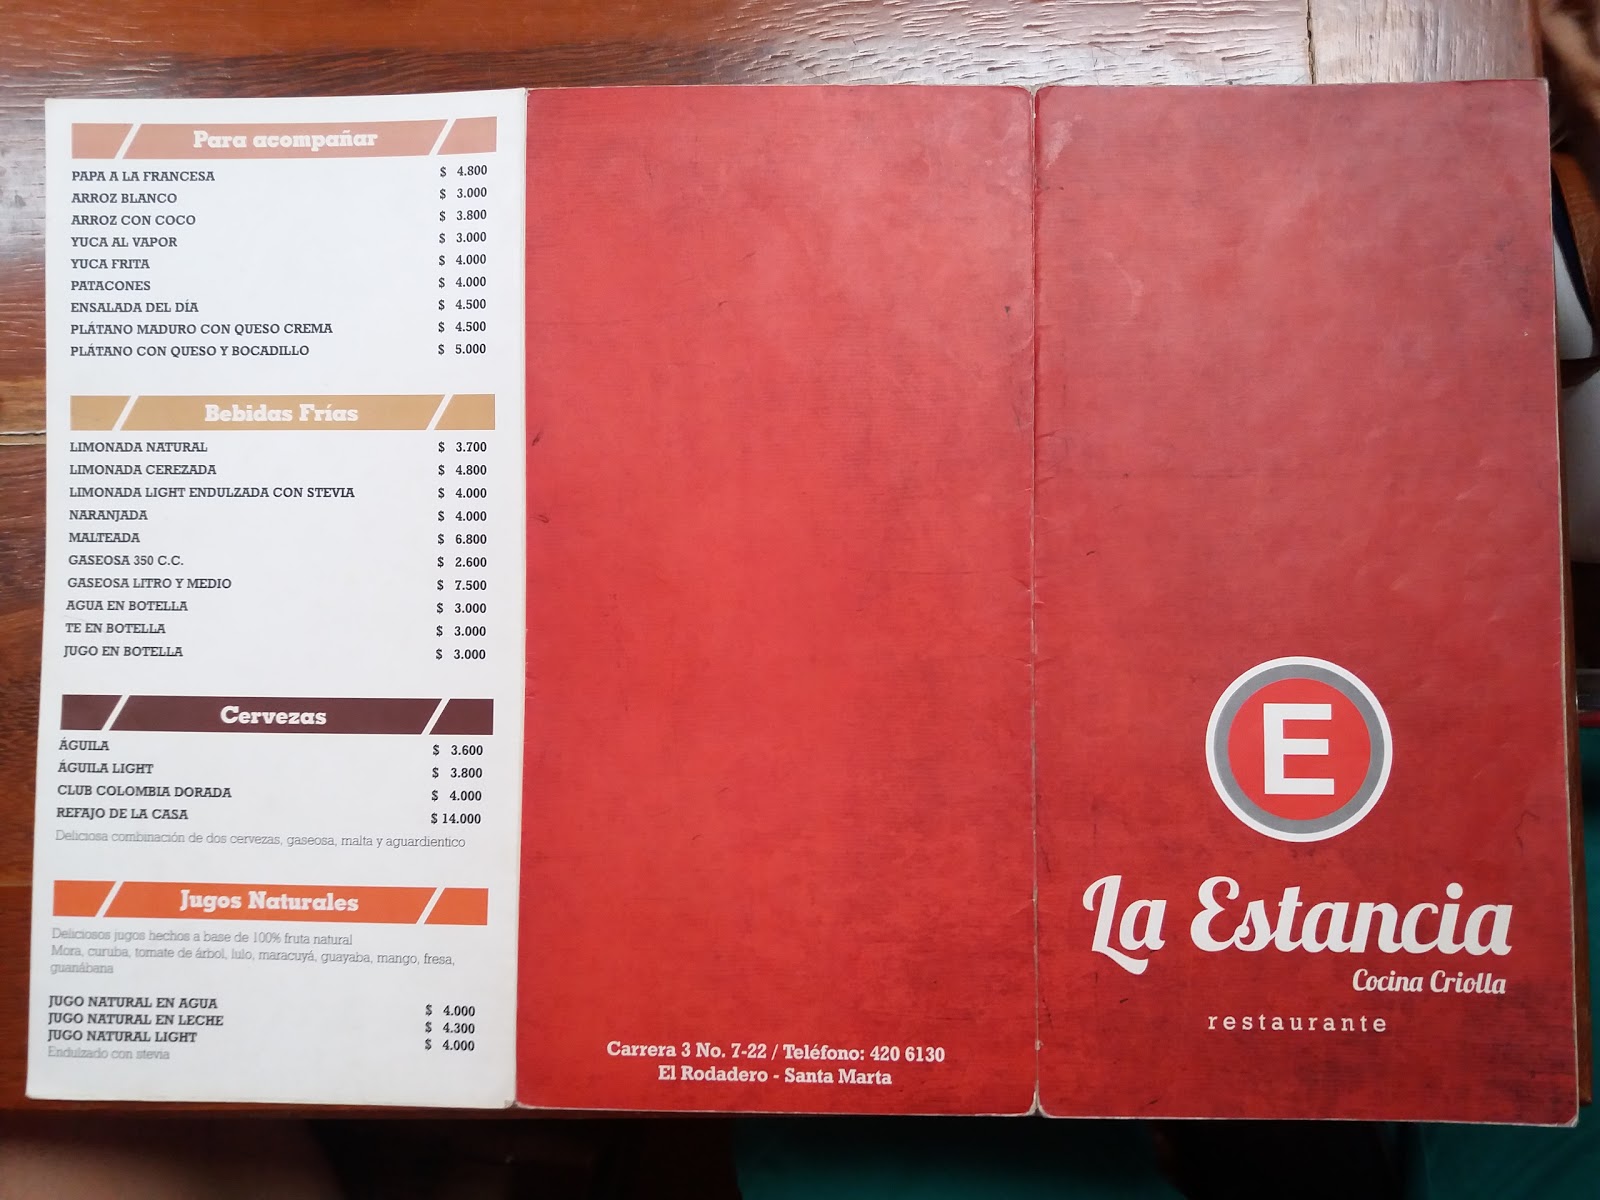 Para acompañar
PAPA A LA FRANCESA $ 4.800
ARROZ BLANCO $ 3.000
ARROZ CON COCO $ 3.800
YUCA AL VAPOR $ 3.000
YUCA FRITA $ 4.000
PATACONES $ 4.000
ENSALADA DEL DÍA $ 4.500
PLÁTANO MADURO CON QUESO CREMA $ 4.500
PLÁTANO CON QUESO Y BOCADILLO $ 5.000
Bebidas Frías
LIMONADA NATURAL $ 3.700
LIMONADA CEREZADA $ 4.800
LIMONADA LIGHT ENDULZADA CON STEVIA $ 4.000
NARANJADA $ 4.000
MALTEADA $ 6.800
GASEOSA 350 C.C. $ 2.600
GASEOSA LITRO Y MEDIO $ 7.500
AGUA EN BOTELLA $ 3.000
TE EN BOTELLA $ 3.000
JUGO EN BOTELLA $ 3.000
Cervezas
ÁGUILA $ 3.600
ÁGUILA LIGHT $ 3.800
CLUB COLOMBIA DORADA $ 4.000
REFAJO DE LA CASA $ 14.000
Deliciosa combinación de dos cervezas, gaseosa, malta y aguardientico
Jugos Naturales
Deliciosos jugos hechos a base de 100% fruta natural
Mora, curuba, tomate de árbol, lulo, maracuyá, guayaba, mango, fresa,
guanábana
JUGO NATURAL EN AGUA $ 4.000
JUGO NATURAL EN LECHE $ 4.300
JUGO NATURAL LIGHT $ 4.000
Endulzado con stevia
Carrera 3 No. 7-22 / Teléfono: 420 6130
El Rodadero - Santa Marta
E
La Estancia
Cocina Criolla
restaurante